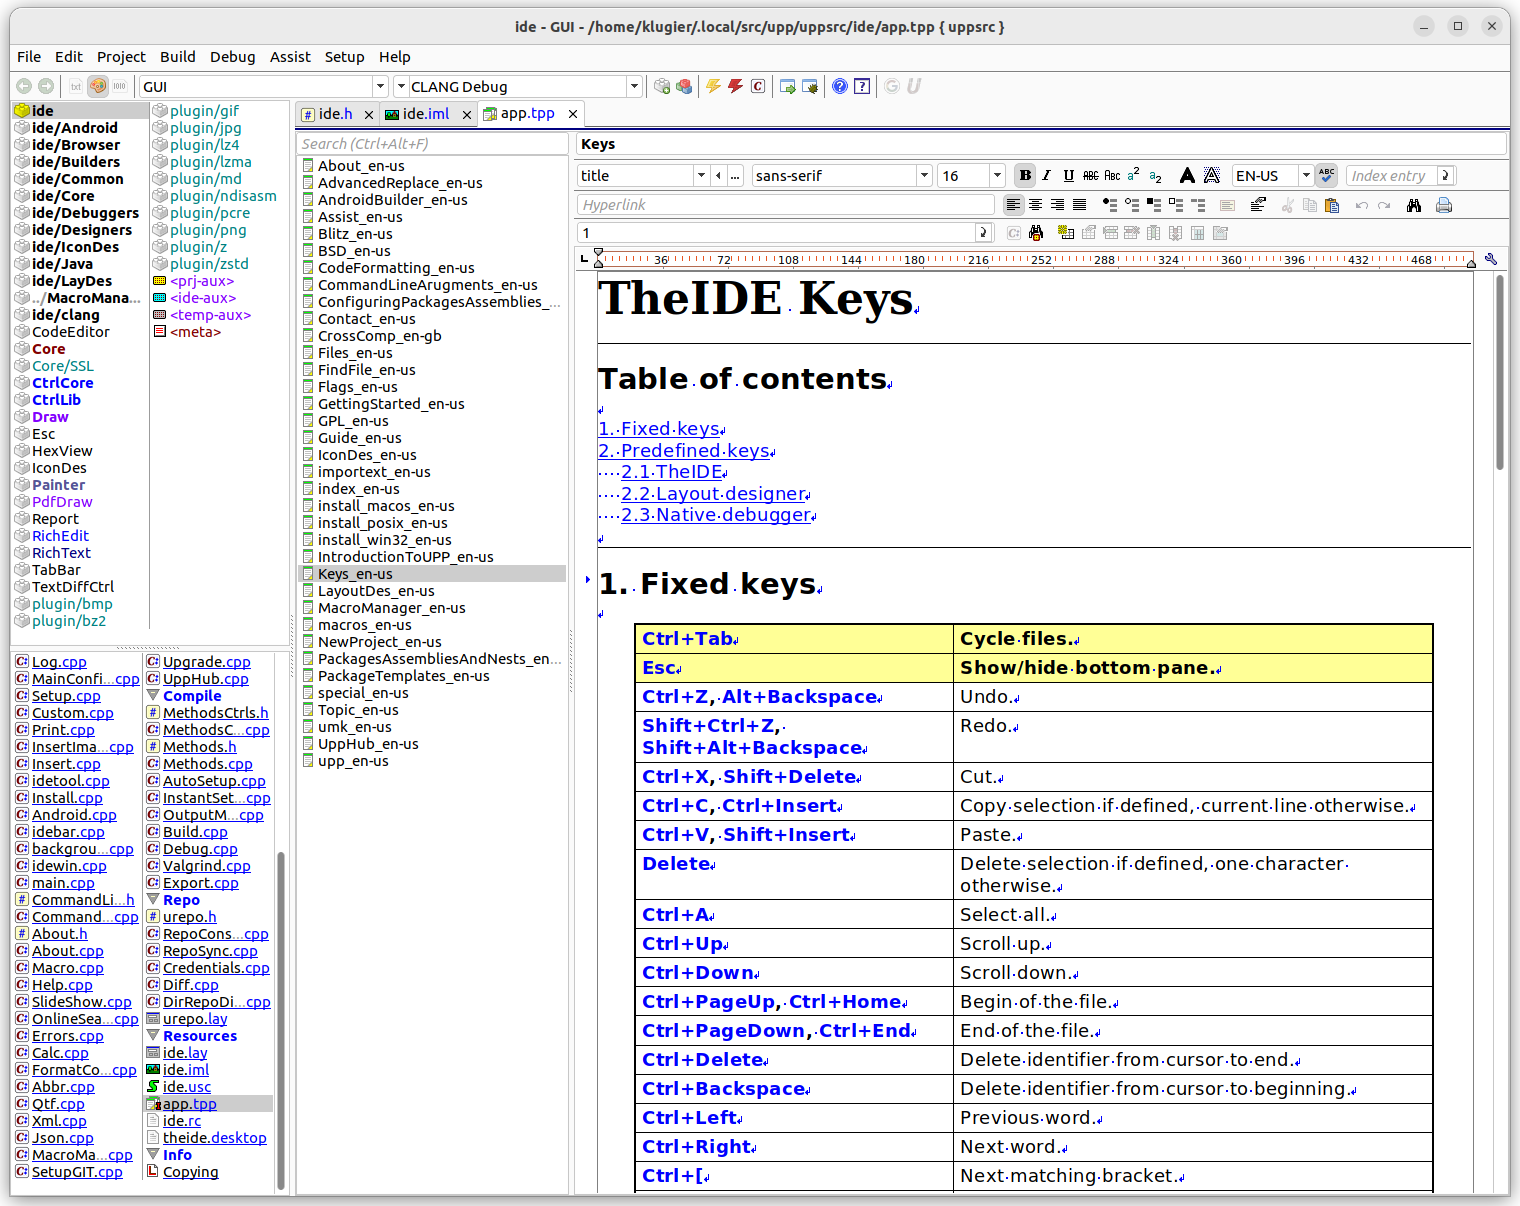 ide - GUI - /home/klugier/.local/src/upp/uppsrc/ide/app.tpp { uppsrc }
File Edit Project Build Debug Assist Setup Help
GUI
CLANG Debug
ide
ide/Android
ide/Browser
ide/Builders
ide/Common
ide/Core
ide/Debuggers
ide/Designers
ide/IconDes
ide/Java
ide/LayDes
../MacroMana...
ide/clang
CodeEditor
Core
Core/SSL
CtrlCore
CtrlLib
Draw
Esc
HexView
IconDes
Painter
PdfDraw
Report
RichEdit
RichText
TabBar
TextDiffCtrl
plugin/bmp
plugin/bz2
plugin/gif
plugin/jpg
plugin/lz4
plugin/lzma
plugin/md
plugin/ndisasm
plugin/pcre
plugin/png
plugin/z
plugin/zstd
<prj-aux>
<ide-aux>
<temp-aux>
<meta>
Log.cpp
MainConfi...cpp
Setup.cpp
Custom.cpp
Print.cpp
InsertIma...cpp
Insert.cpp
idetool.cpp
Install.cpp
Android.cpp
idebar.cpp
backgrou...cpp
idewin.cpp
main.cpp
CommandLi...h
Command...cpp
About.h
About.cpp
Macro.cpp
Help.cpp
SlideShow.cpp
OnlineSea...cpp
Errors.cpp
Calc.cpp
FormatCo...cpp
Abbr.cpp
Qtf.cpp
Xml.cpp
Json.cpp
MacroMa...cpp
SetupGIT.cpp
Upgrade.cpp
UppHub.cpp
Compile
MethodsCtrls.h
MethodsC...cpp
Methods.h
Methods.cpp
AutoSetup.cpp
InstantSet...cpp
OutputM...cpp
Build.cpp
Debug.cpp
Valgrind.cpp
Export.cpp
Repo
urepo.h
RepoCons...cpp
RepoSync.cpp
Credentials.cpp
Diff.cpp
DirRepoDi...cpp
urepo.lay
Resources
ide.lay
ide.iml
ide.usc
app.tpp
ide.rc
theide.desktop
Info
Copying
ide.h
ide.iml
app.tpp
Search (Ctrl+Alt+F)
About_en-us
AdvancedReplace_en-us
AndroidBuilder_en-us
Assist_en-us
Blitz_en-us
BSD_en-us
CodeFormatting_en-us
CommandLineArugments_en-us
ConfiguringPackagesAssemblies_...
Contact_en-us
CrossComp_en-gb
Files_en-us
FindFile_en-us
Flags_en-us
GettingStarted_en-us
GPL_en-us
Guide_en-us
IconDes_en-us
importext_en-us
index_en-us
install_macos_en-us
install_posix_en-us
install_win32_en-us
IntroductionToUPP_en-us
Keys_en-us
LayoutDes_en-us
MacroManager_en-us
macros_en-us
NewProject_en-us
PackagesAssembliesAndNests_en...
PackageTemplates_en-us
special_en-us
Topic_en-us
umk_en-us
UppHub_en-us
upp_en-us
Keys
title
sans-serif
16
EN-US
Index entry
Hyperlink
1
36 72 108 144 180 216 252 288 324 360 396 432 468
TheIDE Keys
Table of contents
1. Fixed keys
2. Predefined keys
2.1 TheIDE
2.2 Layout designer
2.3 Native debugger
1. Fixed keys
Ctrl+Tab Cycle files.
Esc Show/hide bottom pane.
Ctrl+Z, Alt+Backspace Undo.
Shift+Ctrl+Z, Redo.
Shift+Alt+Backspace
Ctrl+X, Shift+Delete Cut.
Ctrl+C, Ctrl+Insert Copy selection if defined, current line otherwise.
Ctrl+V, Shift+Insert Paste.
Delete Delete selection if defined, one character
otherwise.
Ctrl+A Select all.
Ctrl+Up Scroll up.
Ctrl+Down Scroll down.
Ctrl+PageUp, Ctrl+Home Begin of the file.
Ctrl+PageDown, Ctrl+End End of the file.
Ctrl+Delete Delete identifier from cursor to end.
Ctrl+Backspace Delete identifier from cursor to beginning.
Ctrl+Left Previous word.
Ctrl+Right Next word.
Ctrl+[ Next matching bracket.